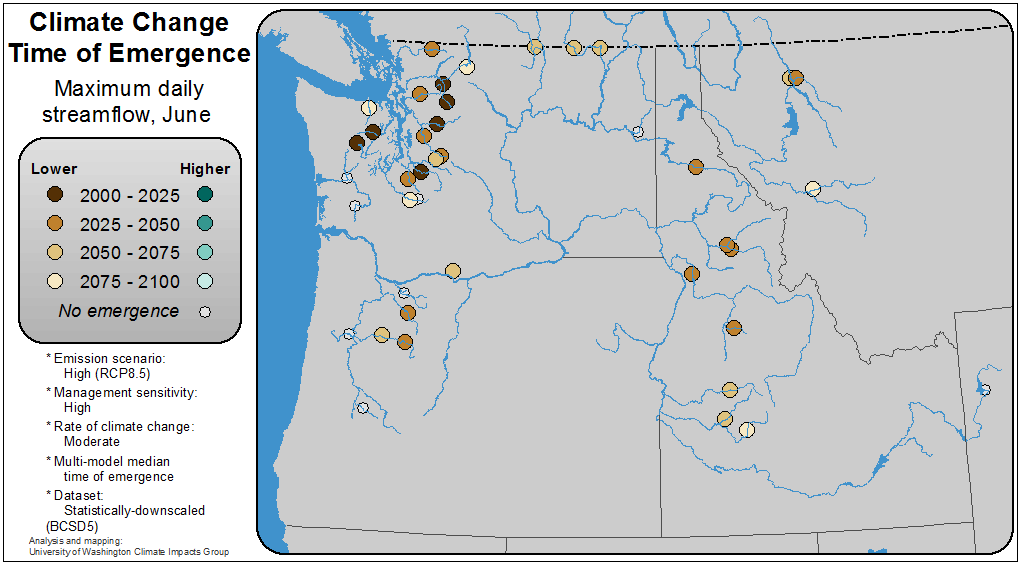 Climate Change
Time of Emergence
Maximum daily
streamflow, June
Lower Higher
2000 - 2025
2025 - 2050
2050 - 2075
2075 - 2100
No emergence
* Emission scenario:
High (RCP8.5)
* Management sensitivity:
High
* Rate of climate change:
Moderate
* Multi-model median
time of emergence
* Dataset:
Statistically-downscaled
(BCSD5)
Analysis and mapping:
University of Washington Climate Impacts Group